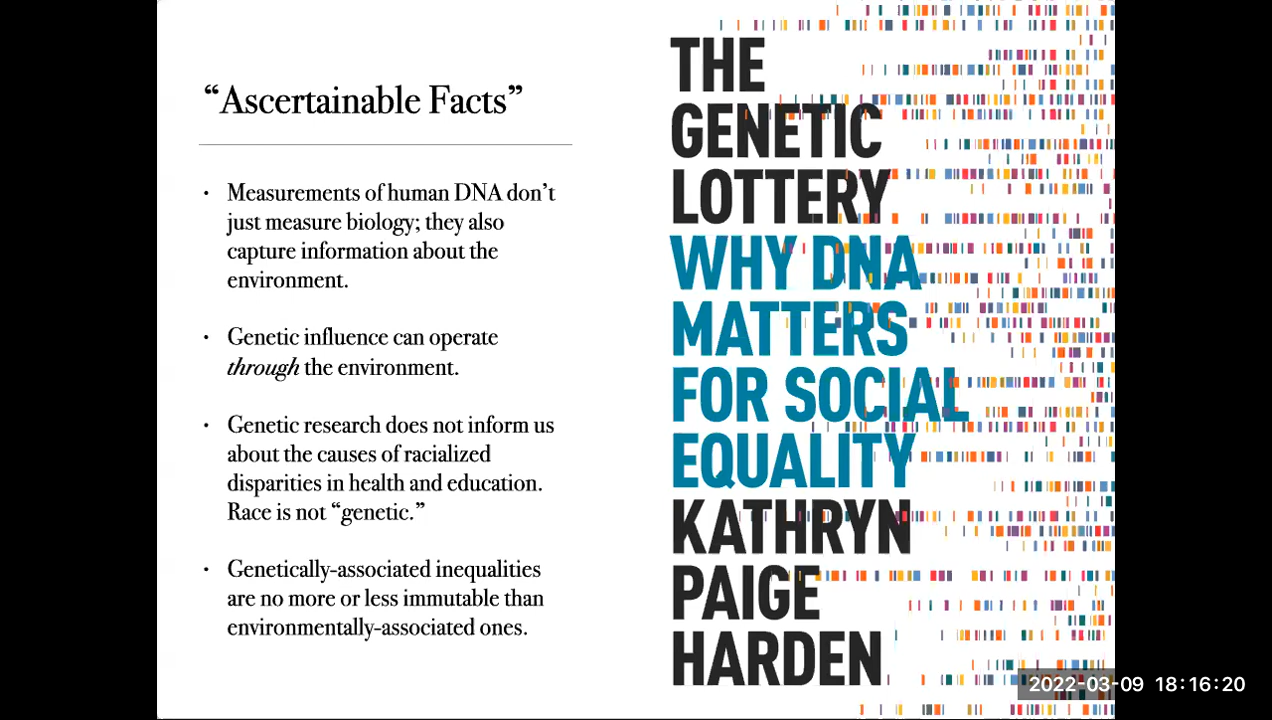 “Ascertainable Facts”
• Measurements of human DNA don’t
just measure biology; they also
capture information about the
environment.
• Genetic influence can operate
through the environment.
• Genetic research does not inform us
about the causes of racialized
disparities in health and education.
Race is not “genetic.”
• Genetically-associated inequalities
are no more or less immutable than
environmentally-associated ones.
THE
GENETIC
LOTTERY
WHY DNA
MATTERS
FOR SOCIAL
EQUALITY
KATHRYN
PAIGE
HARDEN
2022-03-09 18:16:20